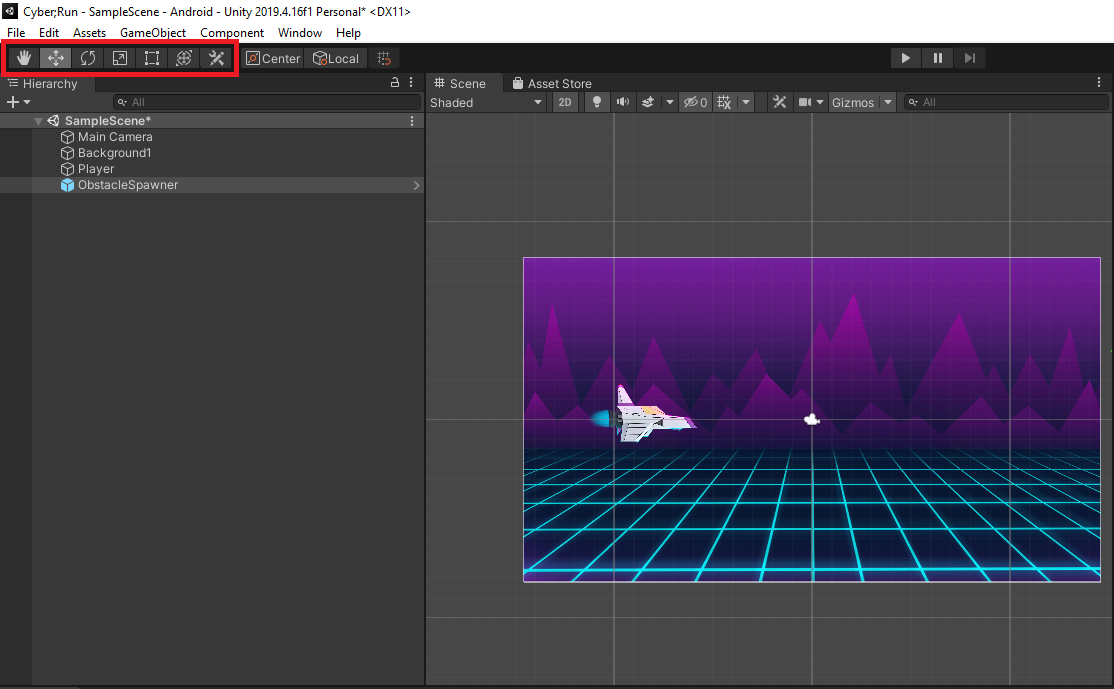 Cyber;Run - SampleScene - Android - Unity 2019.4.16f1 Personal* <DX11>
File Edit Assets GameObject Component Window Help
Center Local
Hierarchy
Scene Asset Store
All
Shaded 2D 0 Gizmos All
SampleScene*
Main Camera
Background1
Player
ObstacleSpawner